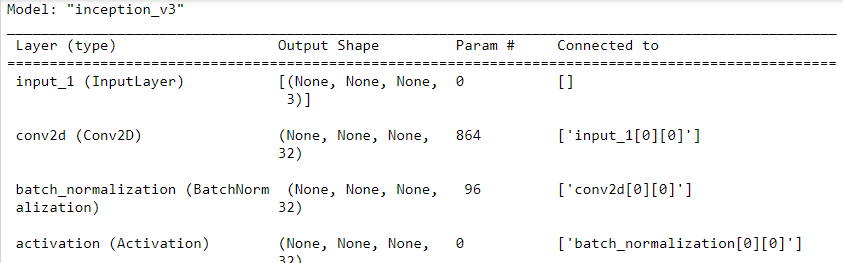 Model: "inception_v3"
__________________________________________________________________________________________________
Layer (type) Output Shape Param # Connected to
==================================================================================================
input_1 (InputLayer) [(None, None, None, 0 []
3)]
conv2d (Conv2D) (None, None, None, 864 ['input_1[0][0]']
32)
batch_normalization (BatchNorm (None, None, None, 96 ['conv2d[0][0]']
alization) 32)
activation (Activation) (None, None, None, 0 ['batch_normalization[0][0]']
32)